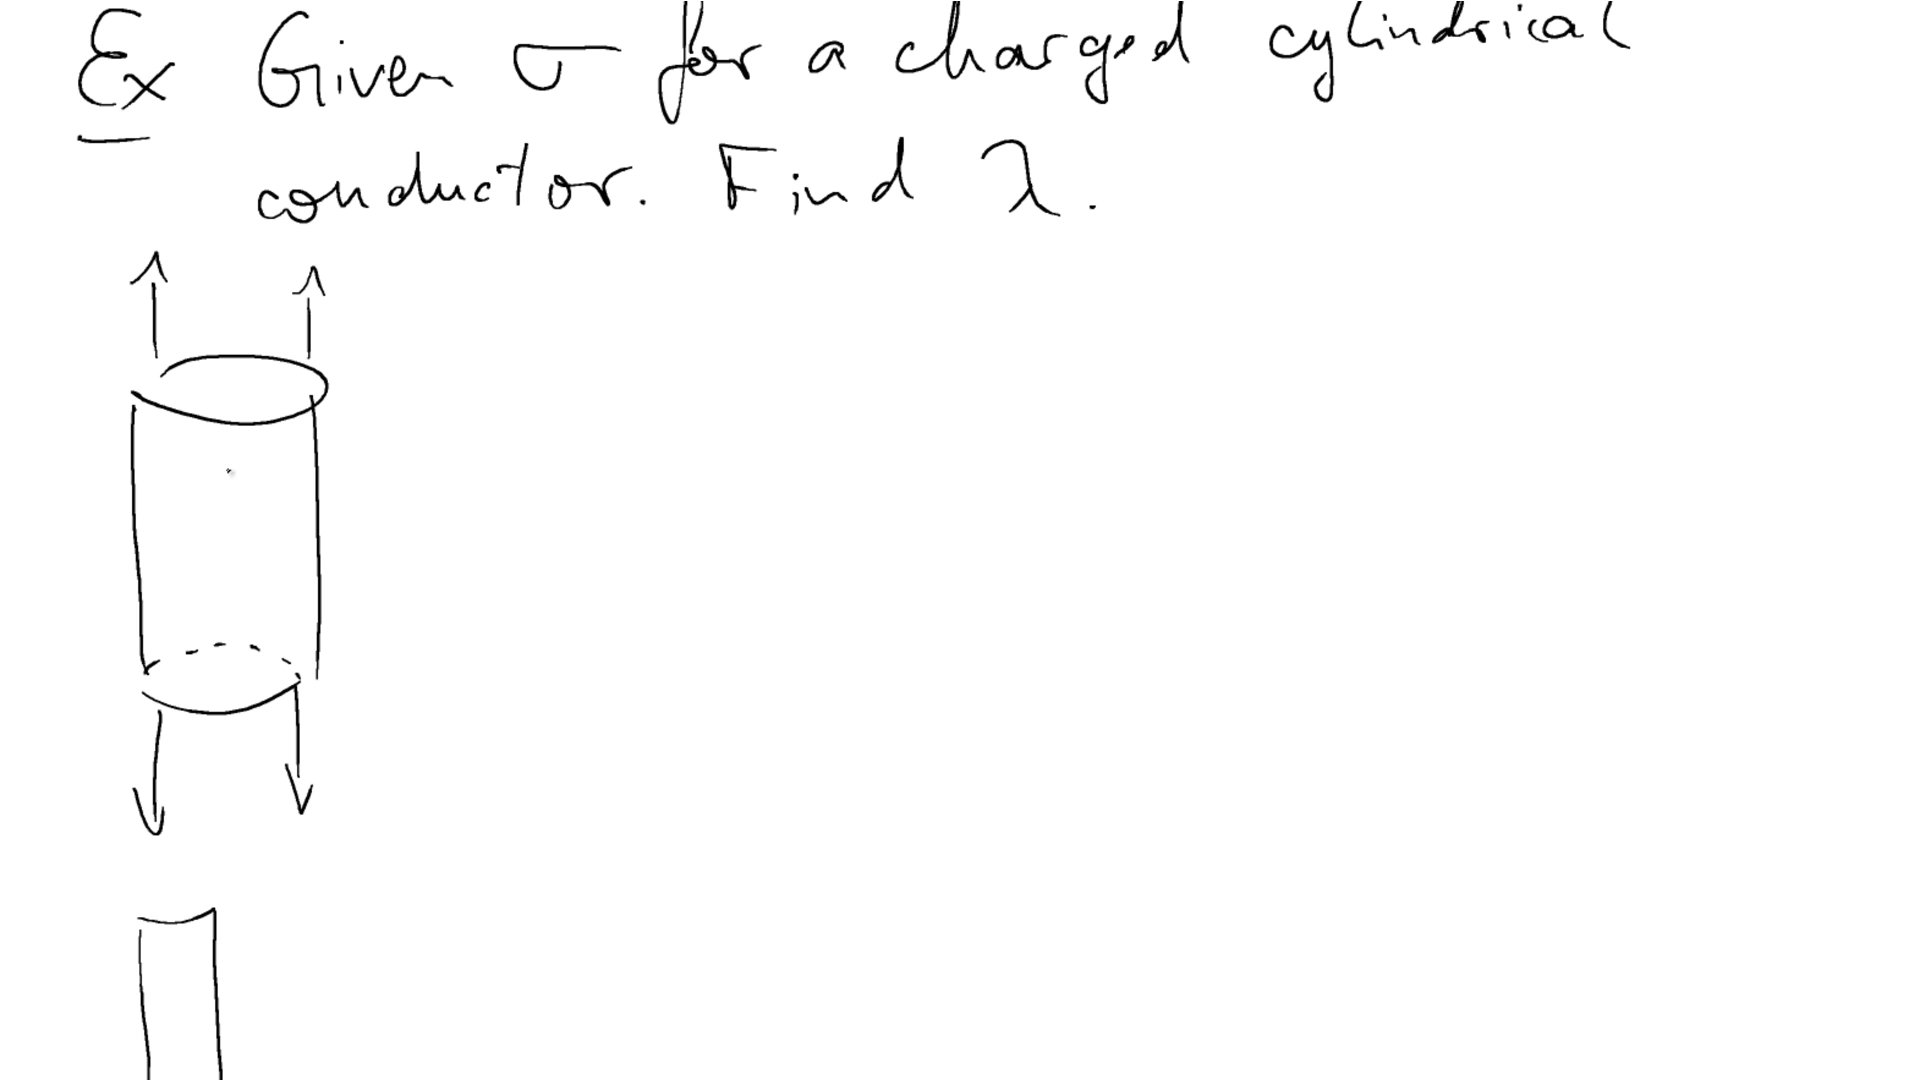 Ex Given σ for a charged cylindrical
conductor. Find λ.